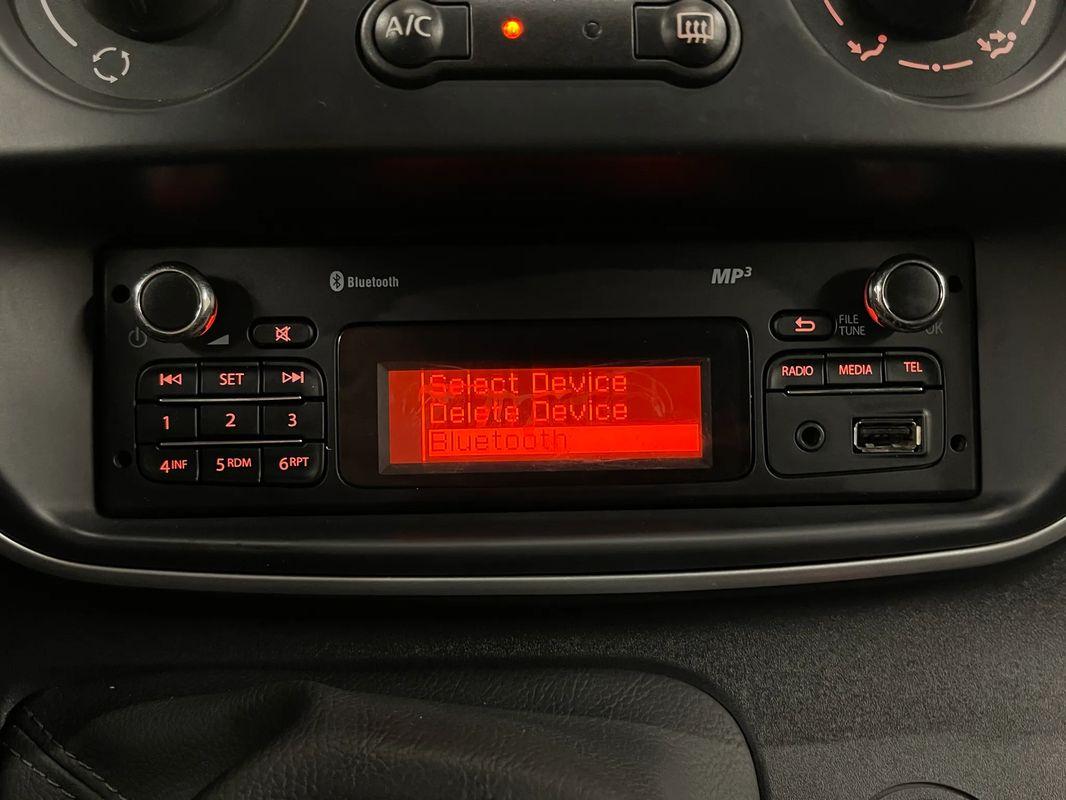 A/C
Bluetooth
MP3
FILE
TUNE
OK
SET
1
2
3
4INF
5RDM
6RPT
Select Device
Delete Device
Bluetooth
RADIO
MEDIA
TEL